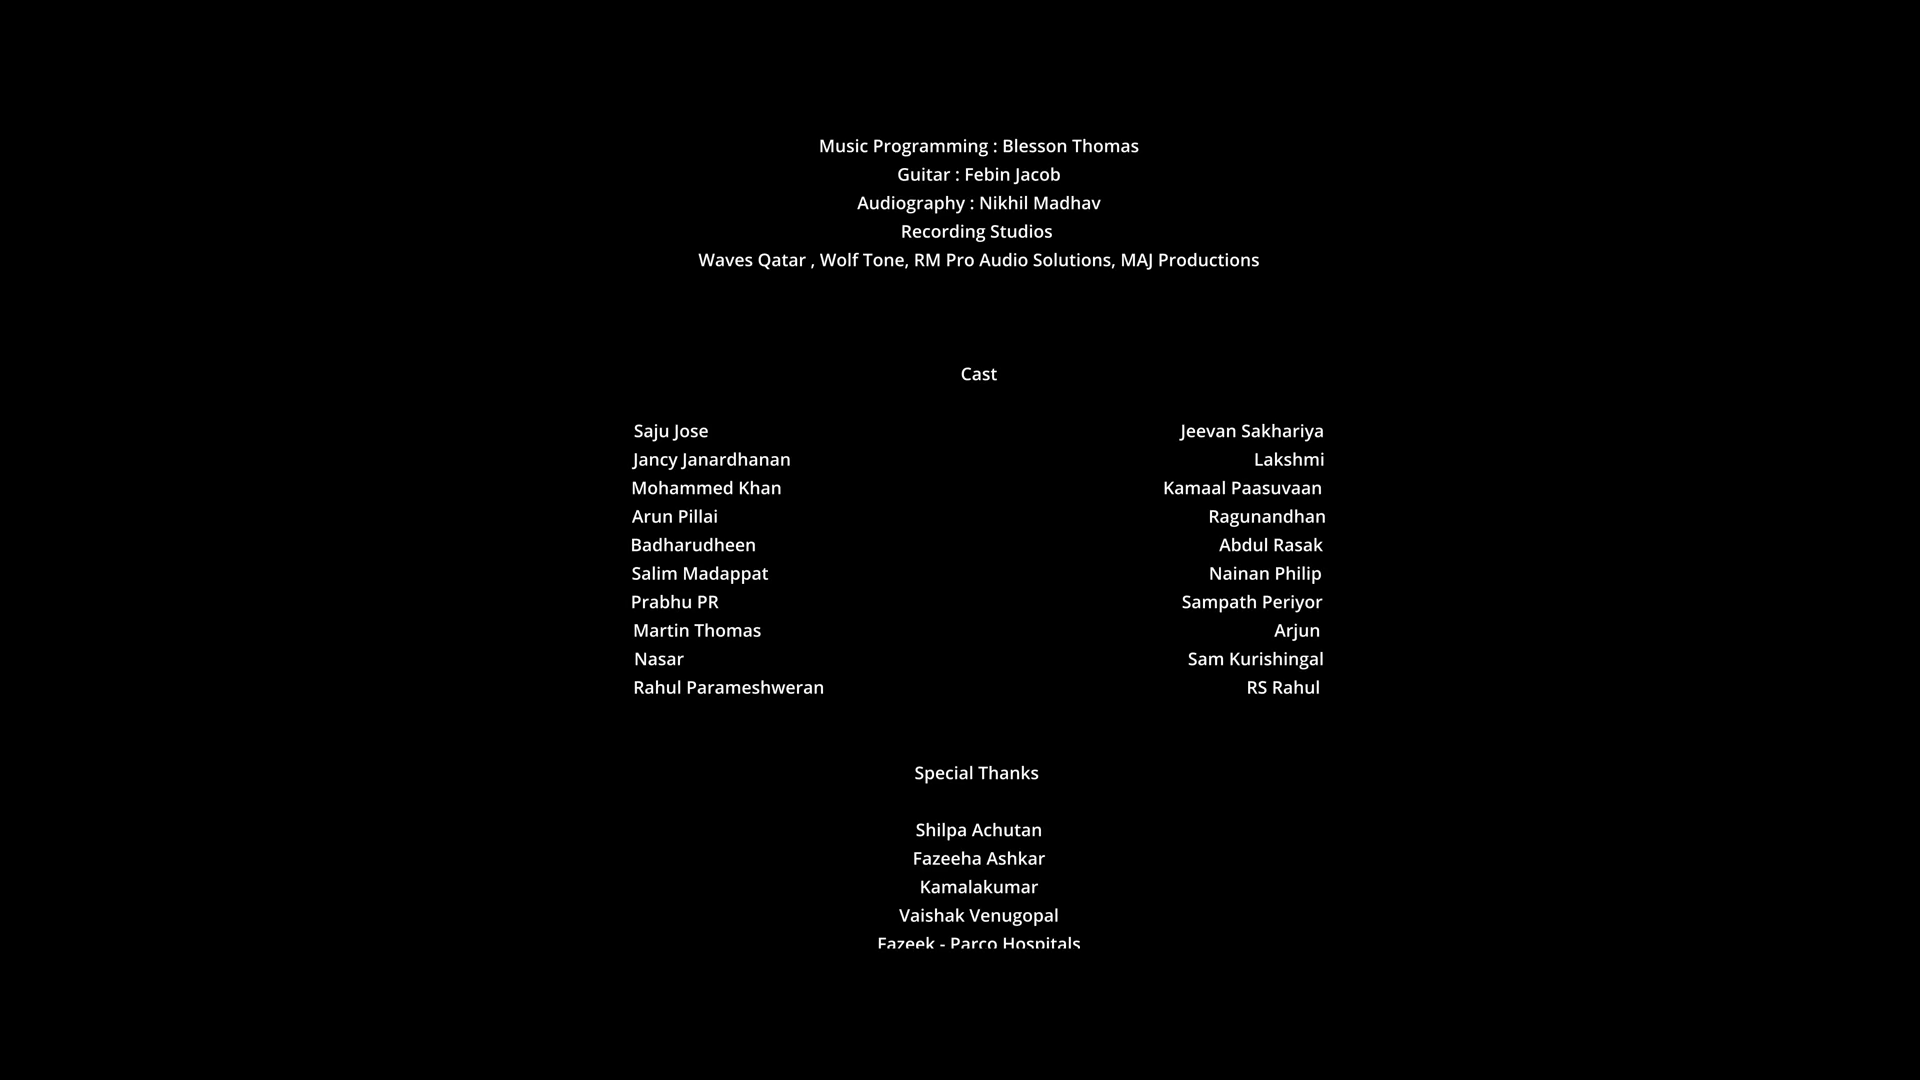 Music Programming : Blesson Thomas
Guitar : Febin Jacob
Audiography : Nikhil Madhav
Recording Studios
Waves Qatar , Wolf Tone, RM Pro Audio Solutions, MAJ Productions
Cast
Saju Jose Jeevan Sakhariya
Jancy Janardhanan Lakshmi
Mohammed Khan Kamaal Paasuvaan
Arun Pillai Ragunandhan
Badharudheen Abdul Rasak
Salim Madappat Nainan Philip
Prabhu PR Sampath Periyor
Martin Thomas Arjun
Nasar Sam Kurishingal
Rahul Parameshweran RS Rahul
Special Thanks
Shilpa Achutan
Fazeeha Ashkar
Kamalakumar
Vaishak Venugopal
Fazeek - Parco Hospitals